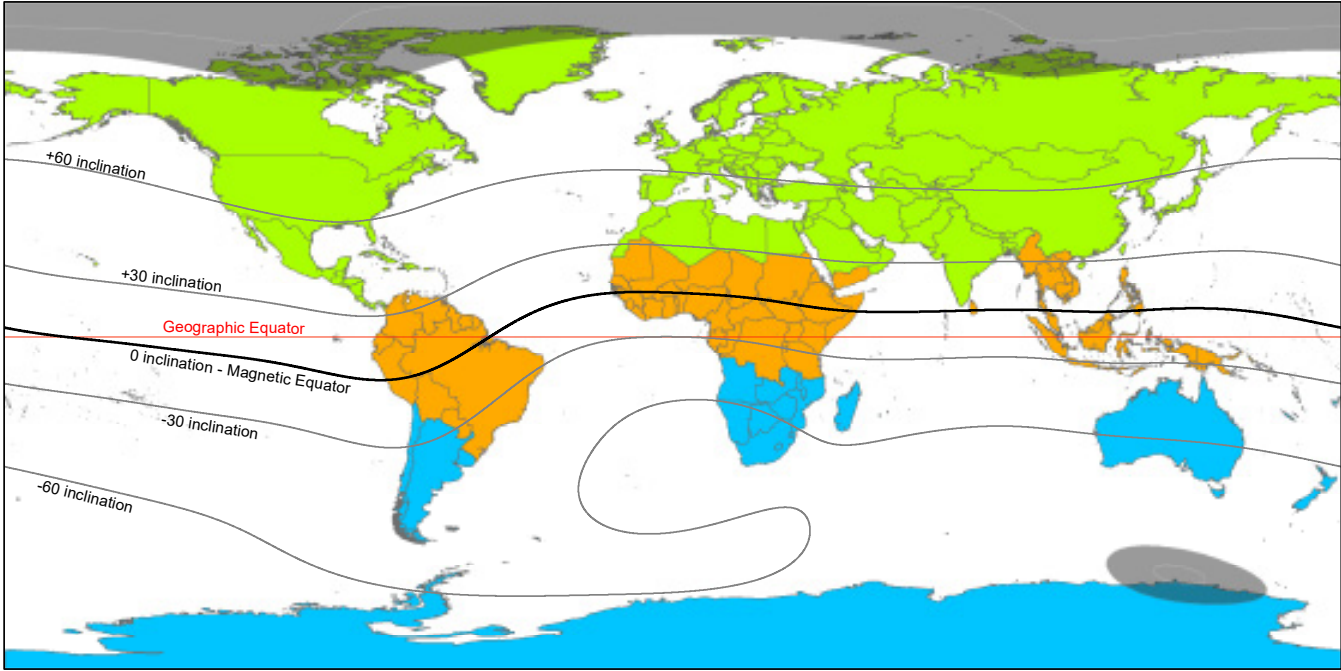 +60 inclination
+30 inclination
Geographic Equator
0 inclination - Magnetic Equator
-30 inclination
-60 inclination